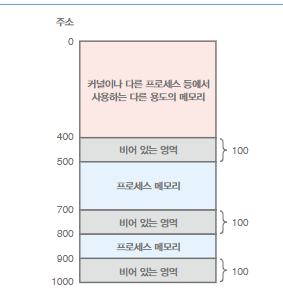 주소
0
커널이나 다른 프로세스 등에서
사용하는 다른 용도의 메모리
400
비어 있는 영역
100
500
프로세스 메모리
700
비어 있는 영역
100
800
프로세스 메모리
900
비어 있는 영역
100
1000